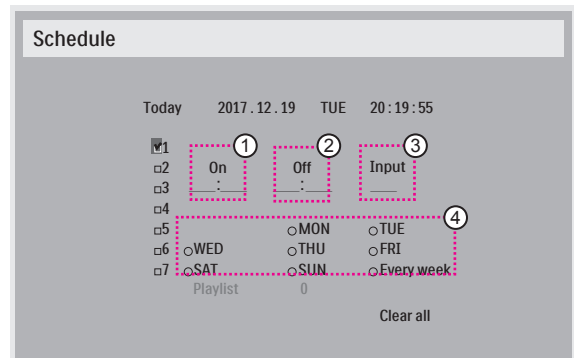 Schedule
Today 2017 . 12 . 19 TUE 20 : 19 : 55
1 ① ② ③
2 On Off Input
3 __:__ __:__ __
4 ④
5 MON TUE
6 WED THU FRI
7 SAT SUN Every week
Playlist 0
Clear all